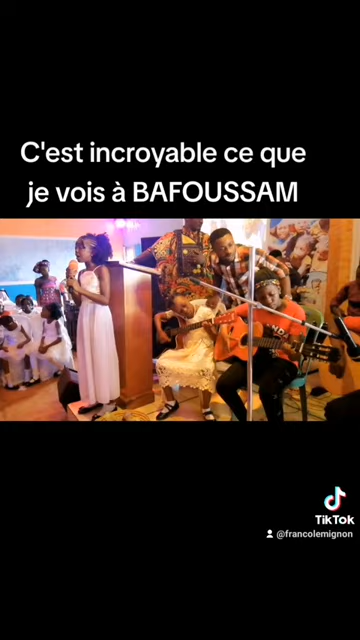 C'est incroyable ce que
je vois à BAFOUSSAM
TikTok
@francolemignon